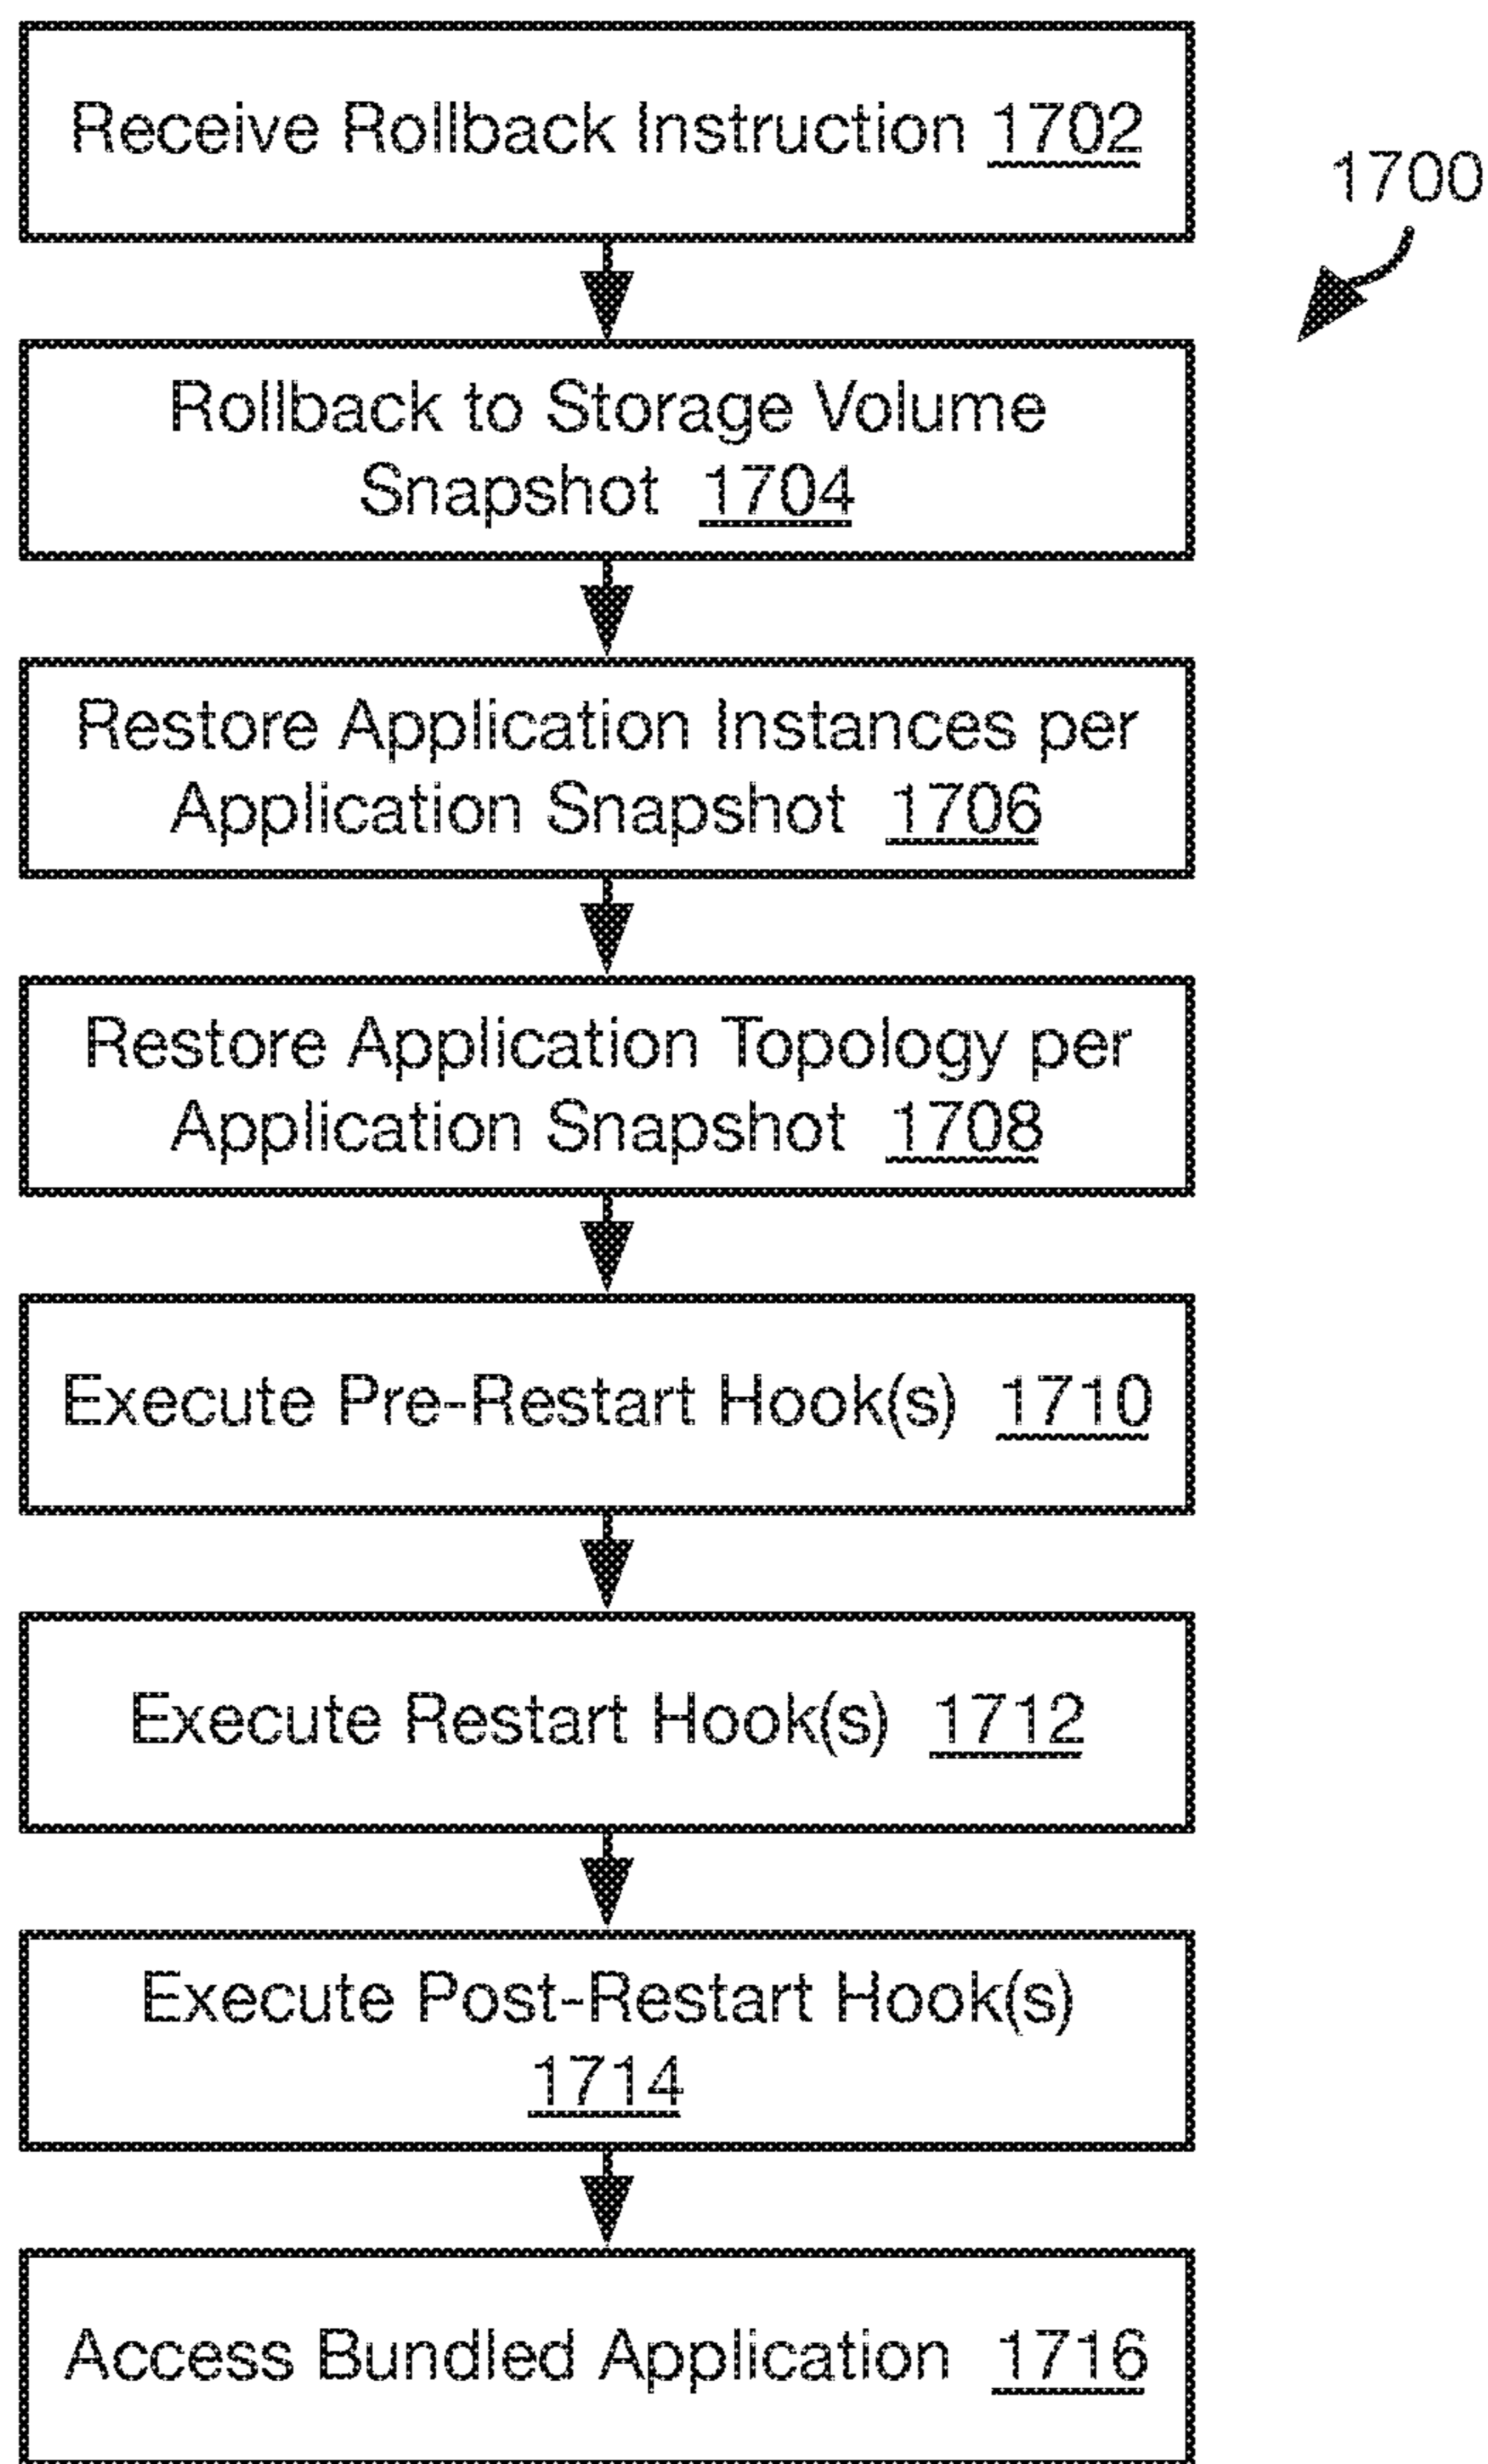 Receive Rollback Instruction 1702
1700
Rollback to Storage Volume
Snapshot 1704
Restore Application Instances per
Application Snapshot 1706
Restore Application Topology per
Application Snapshot 1708
Execute Pre-Restart Hook(s) 1710
Execute Restart Hook(s) 1712
Execute Post-Restart Hook(s)
1714
Access Bundled Application 1716